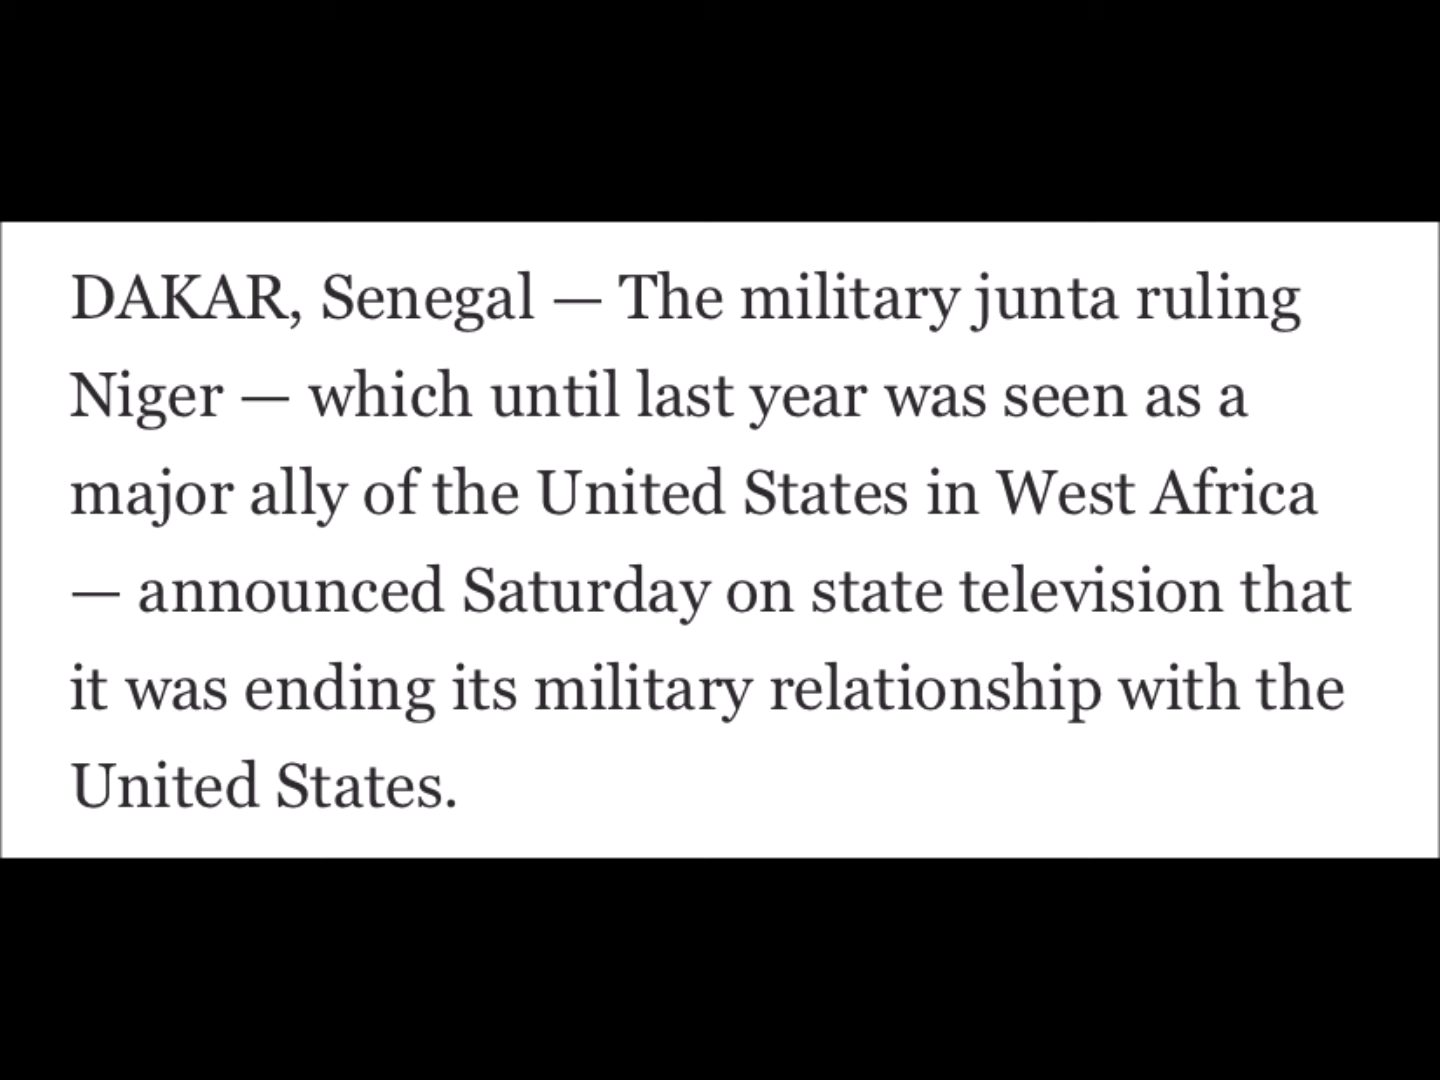 DAKAR, Senegal — The military junta ruling
Niger — which until last year was seen as a
major ally of the United States in West Africa
— announced Saturday on state television that
it was ending its military relationship with the
United States.